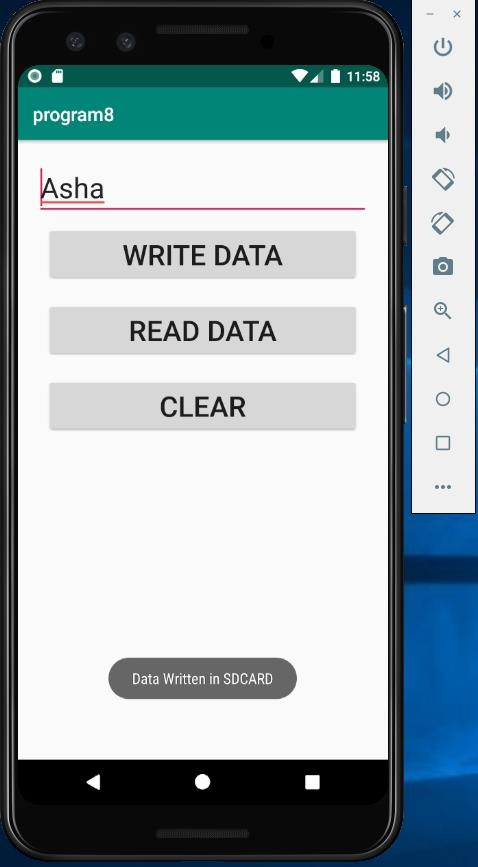 11:58
program8
Asha
WRITE DATA
READ DATA
CLEAR
Data Written in SDCARD